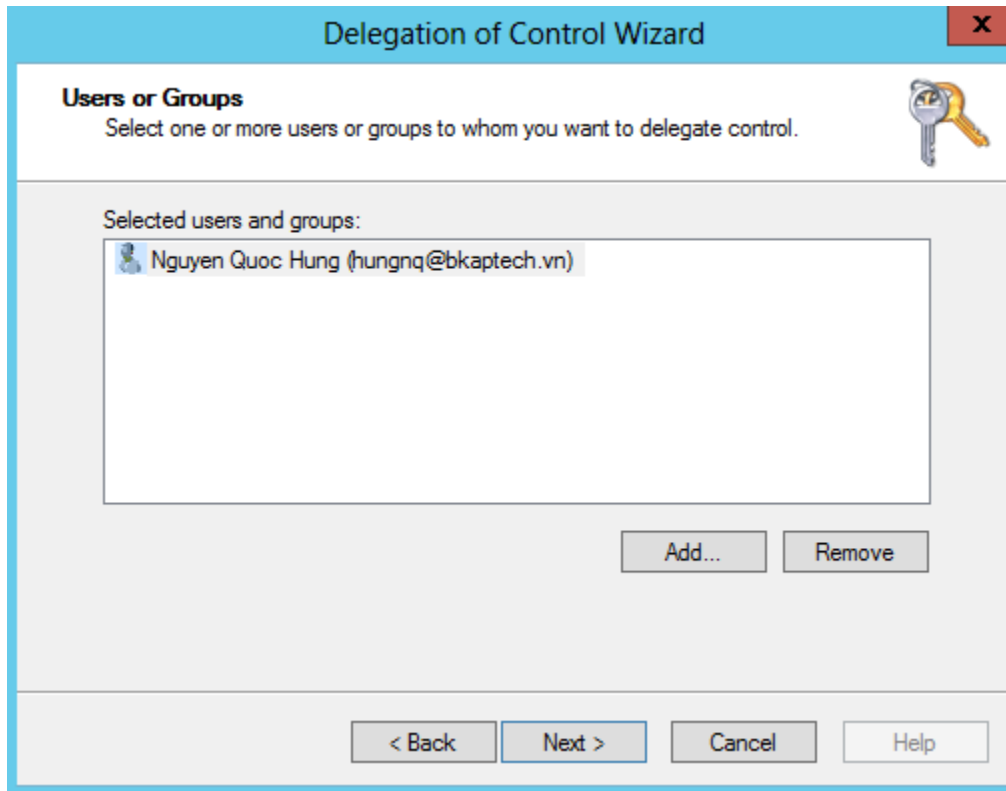 Delegation of Control Wizard
x
Users or Groups
Select one or more users or groups to whom you want to delegate control.
Selected users and groups:
Nguyen Quoc Hung (hungnq@bkaptech.vn)
Add...
Remove
< Back
Next >
Cancel
Help